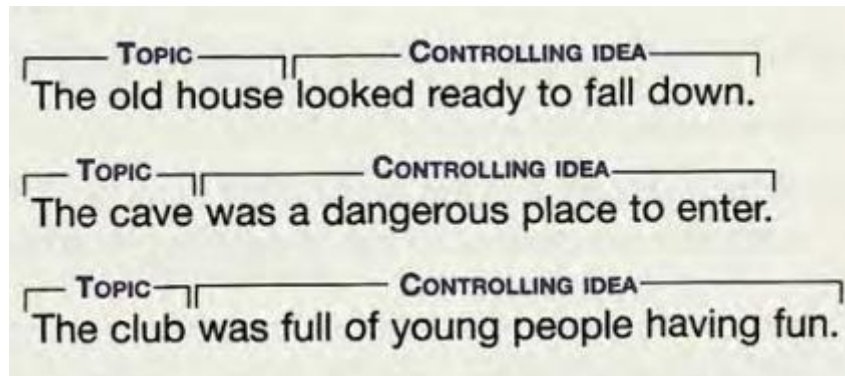 TOPIC CONTROLLING IDEA
The old house looked ready to fall down.
TOPIC CONTROLLING IDEA
The cave was a dangerous place to enter.
TOPIC CONTROLLING IDEA
The club was full of young people having fun.